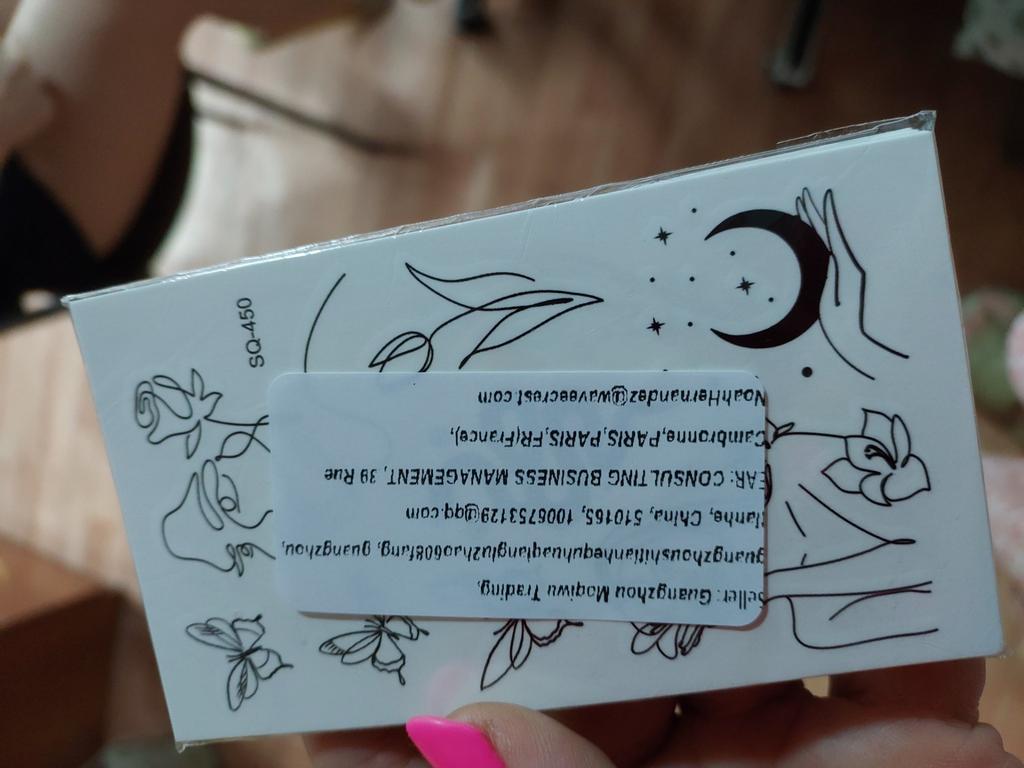 SQ-450
Seller: Guangzhou Moqiwu Trading,
guangzhoushitianhequhuaqiangluzhao608fang, guangzhou,
tianhe, China, 510165, 1006753129@qq.com
EAR: CONSULTING BUSINESS MANAGEMENT, 39 Rue
Cambronne,PARIS,PARIS,FR(France),
NoahHernandez@waveecrest.com